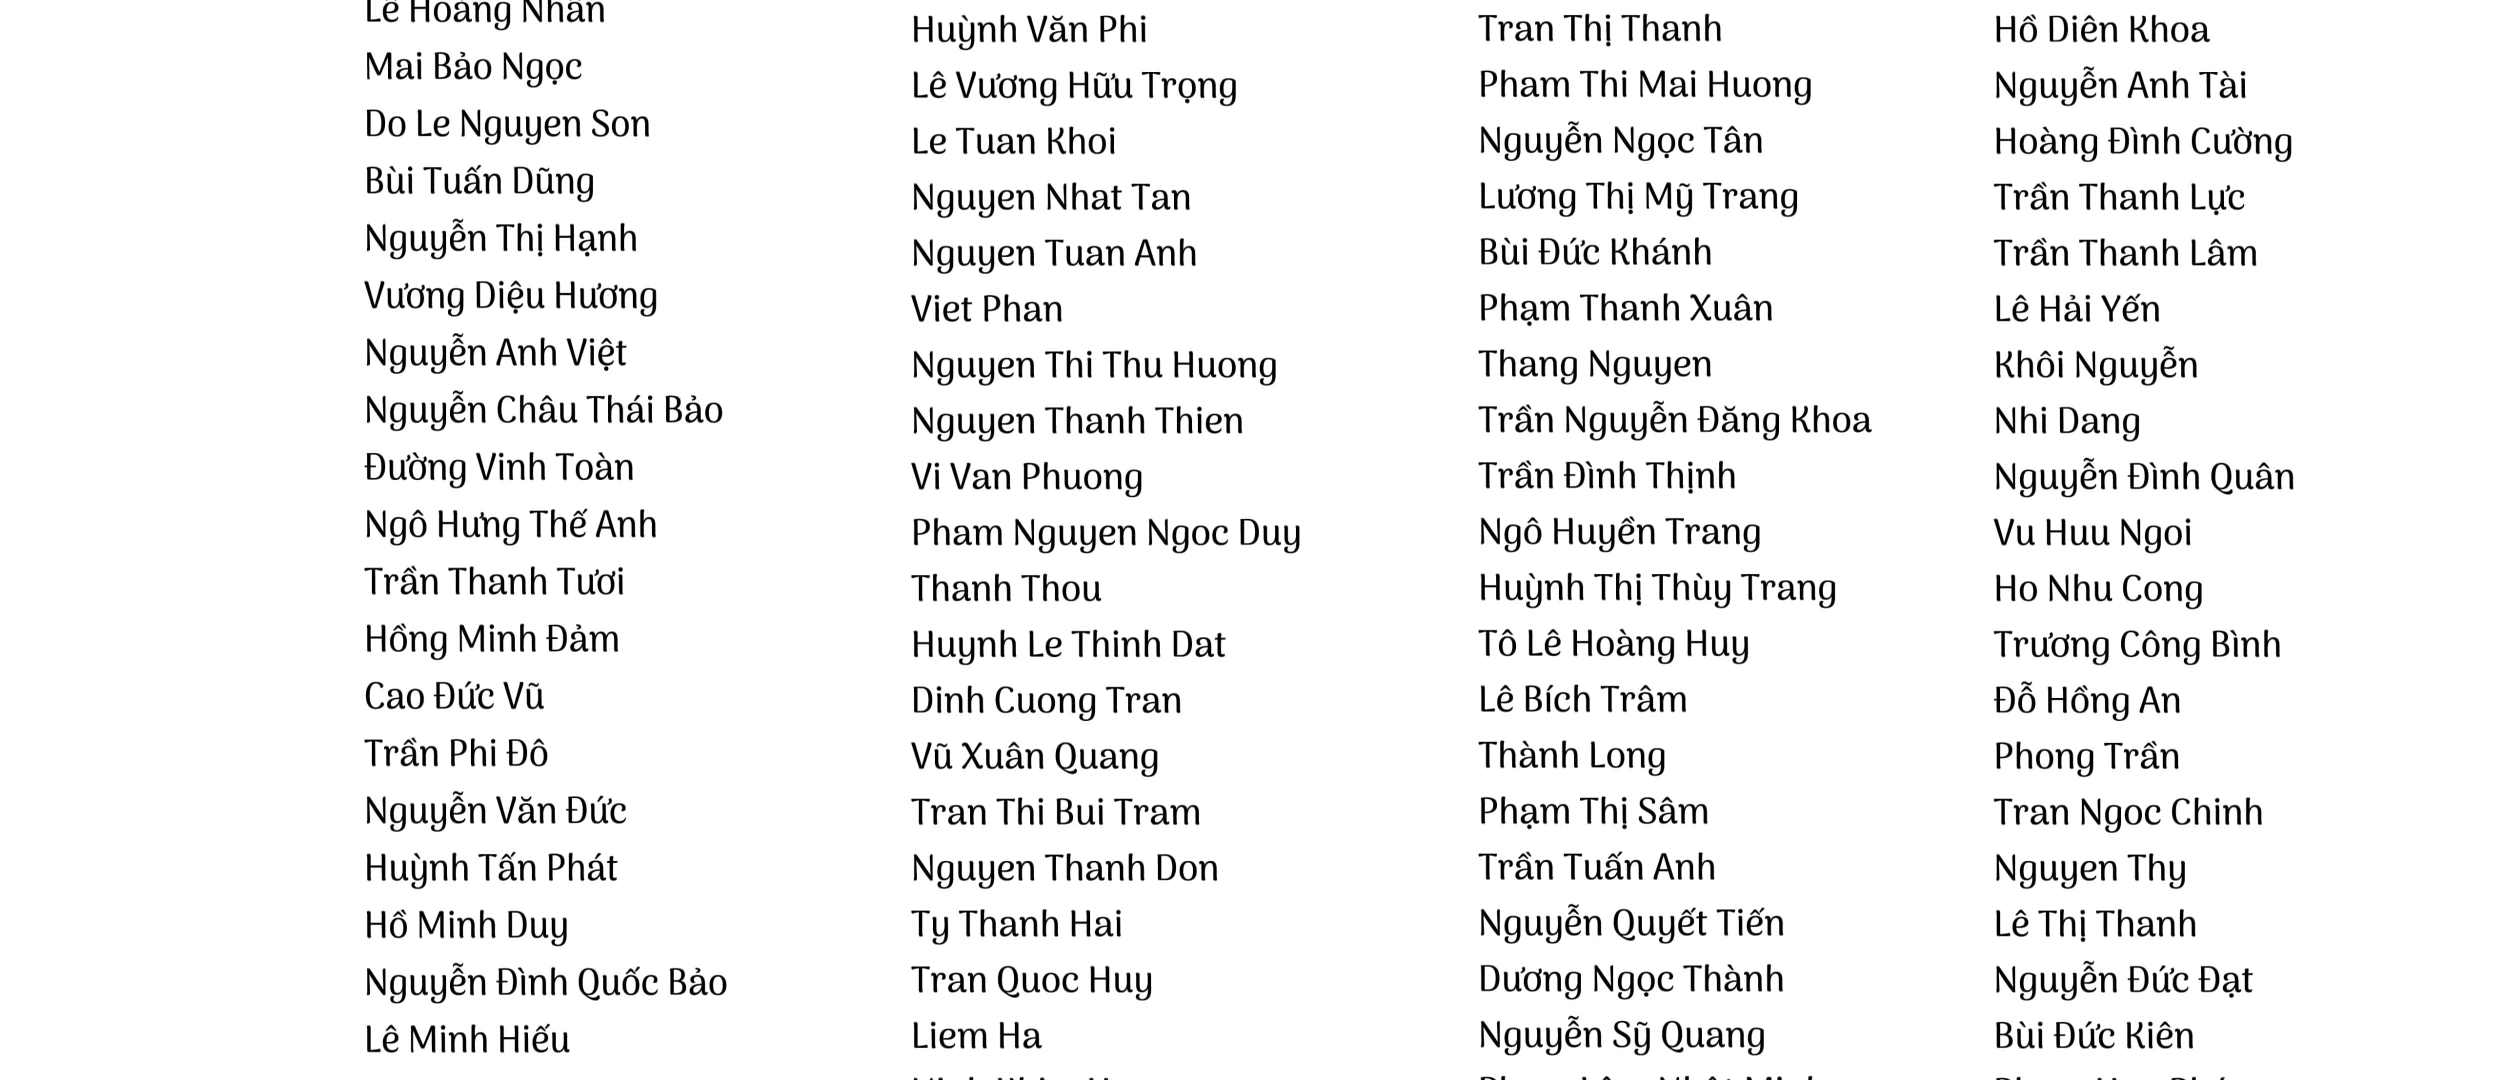 Lê Hoàng Nhân
Mai Bảo Ngọc
Do Le Nguyen Son
Bùi Tuấn Dũng
Nguyễn Thị Hạnh
Vương Diệu Hương
Nguyễn Anh Việt
Nguyễn Châu Thái Bảo
Đường Vinh Toàn
Ngô Hưng Thế Anh
Trần Thanh Tươi
Hồng Minh Đảm
Cao Đức Vũ
Trần Phi Đô
Nguyễn Văn Đức
Huỳnh Tấn Phát
Hồ Minh Duy
Nguyễn Đình Quốc Bảo
Lê Minh Hiếu
Huỳnh Văn Phi
Lê Vương Hữu Trọng
Le Tuan Khoi
Nguyen Nhat Tan
Nguyen Tuan Anh
Viet Phan
Nguyen Thi Thu Huong
Nguyen Thanh Thien
Vi Van Phuong
Pham Nguyen Ngoc Duy
Thanh Thou
Huynh Le Thinh Dat
Dinh Cuong Tran
Vũ Xuân Quang
Tran Thi Bui Tram
Nguyen Thanh Don
Ty Thanh Hai
Tran Quoc Huy
Liem Ha
Tran Thị Thanh
Pham Thi Mai Huong
Nguyễn Ngọc Tân
Lương Thị Mỹ Trang
Bùi Đức Khánh
Phạm Thanh Xuân
Thang Nguyen
Trần Nguyễn Đăng Khoa
Trần Đình Thịnh
Ngô Huyền Trang
Huỳnh Thị Thùy Trang
Tô Lê Hoàng Huy
Lê Bích Trâm
Thành Long
Phạm Thị Sâm
Trần Tuấn Anh
Nguyễn Quyết Tiến
Dương Ngọc Thành
Nguyễn Sỹ Quang
Hồ Diên Khoa
Nguyễn Anh Tài
Hoàng Đình Cường
Trần Thanh Lực
Trần Thanh Lâm
Lê Hải Yến
Khôi Nguyễn
Nhi Dang
Nguyễn Đình Quân
Vu Huu Ngoi
Ho Nhu Cong
Trương Công Bình
Đỗ Hồng An
Phong Trần
Tran Ngoc Chinh
Nguyen Thy
Lê Thị Thanh
Nguyễn Đức Đạt
Bùi Đức Kiên